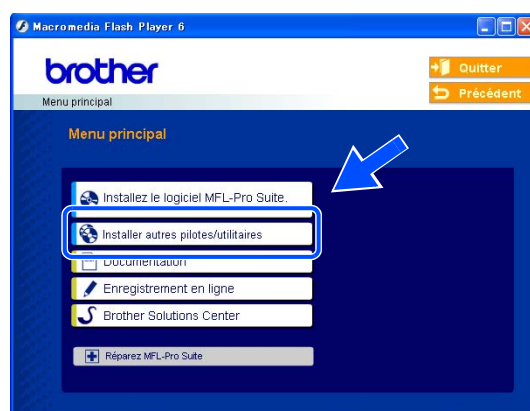 Macromedia Flash Player 6
brother
Quitter
Précédent
Menu principal
Menu principal
Installez le logiciel MFL-Pro Suite.
Installer autres pilotes/utilitaires
Documentation
Enregistrement en ligne
Brother Solutions Center
Réparez MFL-Pro Suite